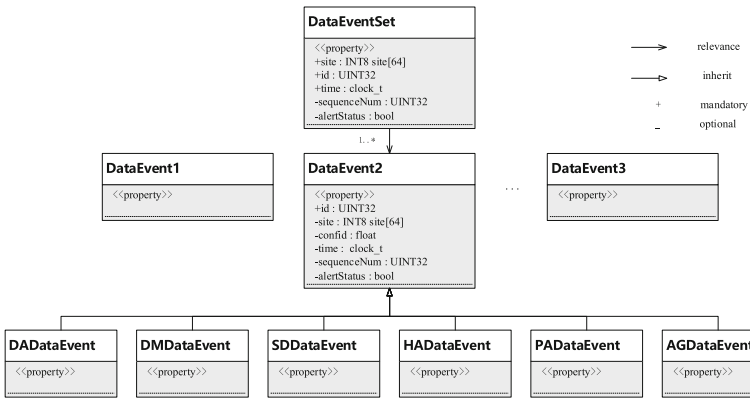 DataEventSet
<<property>>
+site : INT8 site[64]
+id : UINT32
+time : clock_t
-sequenceNum : UINT32
-alertStatus : bool
relevance
inherit
+ mandatory
- optional
1..*
DataEvent1
<<property>>
DataEvent2
<<property>>
+id : UINT32
-site : INT8 site[64]
-confid : float
-time : clock_t
-sequenceNum : UINT32
-alertStatus : bool
...
DataEvent3
<<property>>
DADataEvent
<<property>>
DMDataEvent
<<property>>
SDDataEvent
<<property>>
HADataEvent
<<property>>
PADataEvent
<<property>>
AGDataEvent
<<property>>